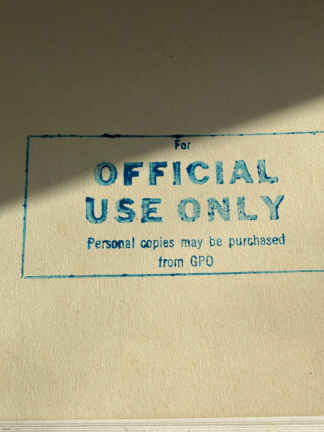 For
OFFICIAL
USE ONLY
Personal copies may be purchased
from GPO